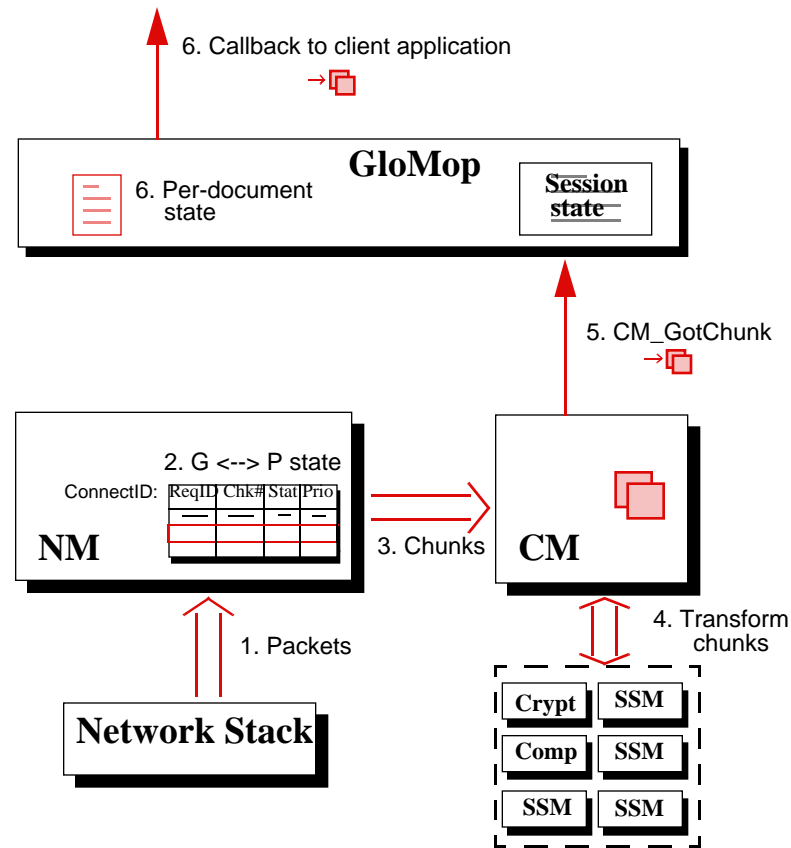 6. Callback to client application
GloMop
6. Per-document
state
Session
state
5. CM_GotChunk
2. G <--> P state
ConnectID: ReqID Chk# Stat Prio
NM
3. Chunks
CM
1. Packets
4. Transform
chunks
Network Stack
Crypt SSM
Comp SSM
SSM SSM